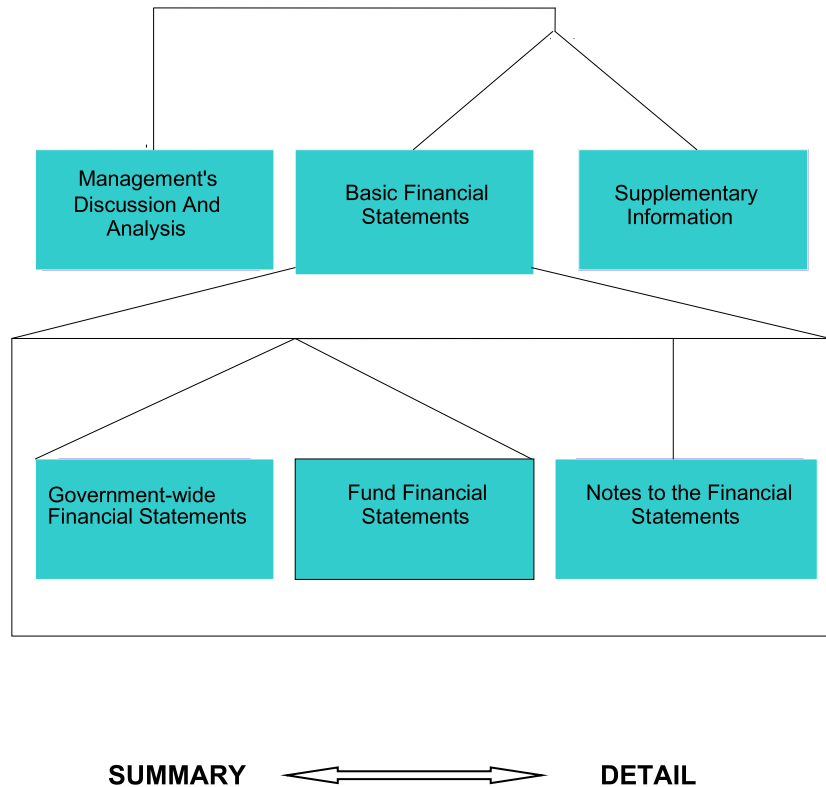 Management's
Discussion And
Analysis
Basic Financial
Statements
Supplementary
Information
Government-wide
Financial Statements
Fund Financial
Statements
Notes to the Financial
Statements
SUMMARY
DETAIL